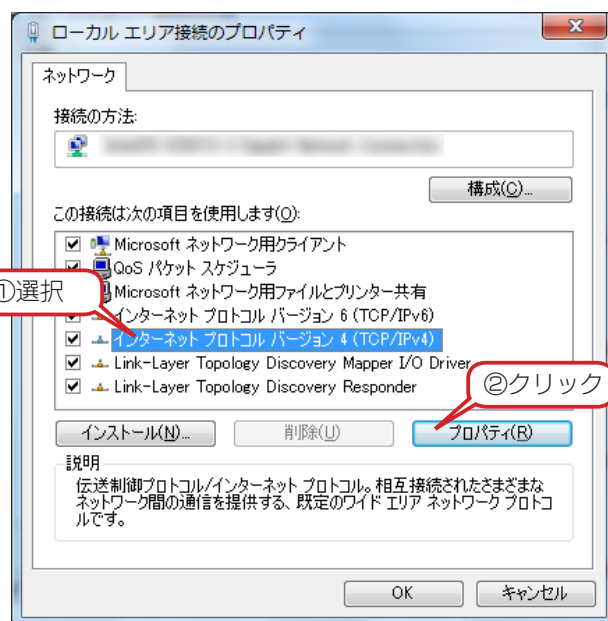 ローカル エリア接続のプロパティ
ネットワーク
接続の方法:
構成(C)...
この接続は次の項目を使用します(O):
Microsoft ネットワーク用クライアント
QoS パケット スケジューラ
Microsoft ネットワーク用ファイルとプリンター共有
インターネット プロトコル バージョン 6 (TCP/IPv6)
インターネット プロトコル バージョン 4 (TCP/IPv4)
Link-Layer Topology Discovery Mapper I/O Driver
Link-Layer Topology Discovery Responder
①選択
②クリック
インストール(N)...
削除(U)
プロパティ(R)
説明
伝送制御プロトコル/インターネット プロトコル。相互接続されたさまざまな
ネットワーク間の通信を提供する、既定のワイド エリア ネットワーク プロトコ
ルです。
OK
キャンセル